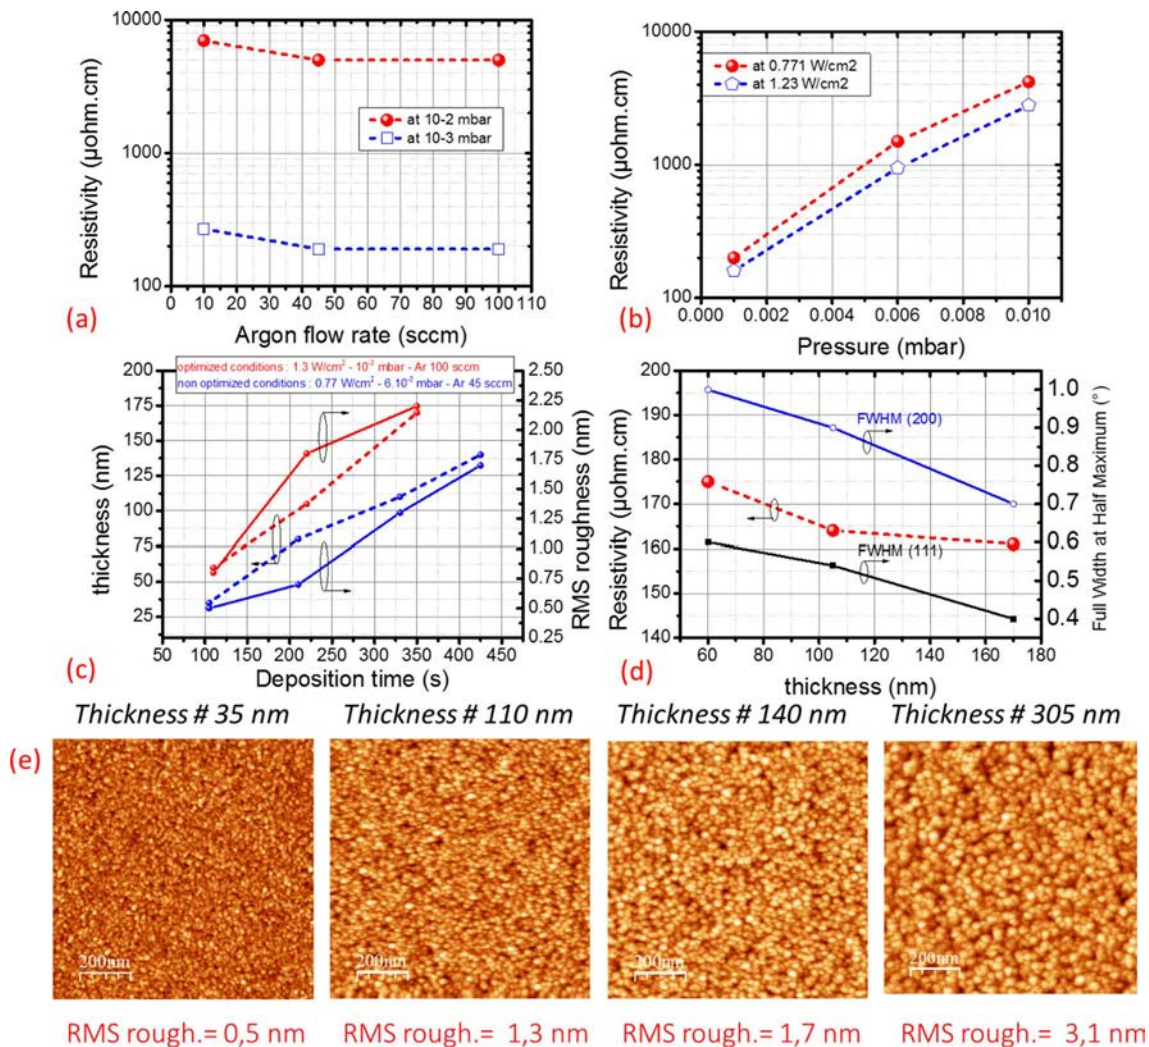 10000
1000
100
Resistivity (µohm.cm)
at 10-2 mbar
at 10-3 mbar
0 10 20 30 40 50 60 70 80 90 100 110
Argon flow rate (sccm)
(a)
10000
1000
100
Resistivity (µohm.cm)
at 0.771 W/cm2
at 1.23 W/cm2
0.000 0.002 0.004 0.006 0.008 0.010
Pressure (mbar)
(b)
optimized conditions : 1.3 W/cm² - 10⁻³ mbar - Ar 100 sccm
non optimized conditions : 0.77 W/cm² - 6.10⁻³ mbar - Ar 45 sccm
200
175
150
125
100
75
50
25
thickness (nm)
2.50
2.25
2.00
1.75
1.50
1.25
1.00
0.75
0.50
0.25
RMS roughness (nm)
50 100 150 200 250 300 350 400 450
Deposition time (s)
(c)
200
195
190
185
180
175
170
165
160
155
150
145
140
Resistivity (µohm.cm)
FWHM (200)
FWHM (111)
1.0
0.9
0.8
0.7
0.6
0.5
0.4
Full Width at Half Maximum (°)
60 80 100 120 140 160 180
thickness (nm)
(d)
Thickness # 35 nm
Thickness # 110 nm
Thickness # 140 nm
Thickness # 305 nm
(e)
200nm
200nm
200nm
200nm
RMS rough.= 0,5 nm
RMS rough.= 1,3 nm
RMS rough.= 1,7 nm
RMS rough.= 3,1 nm